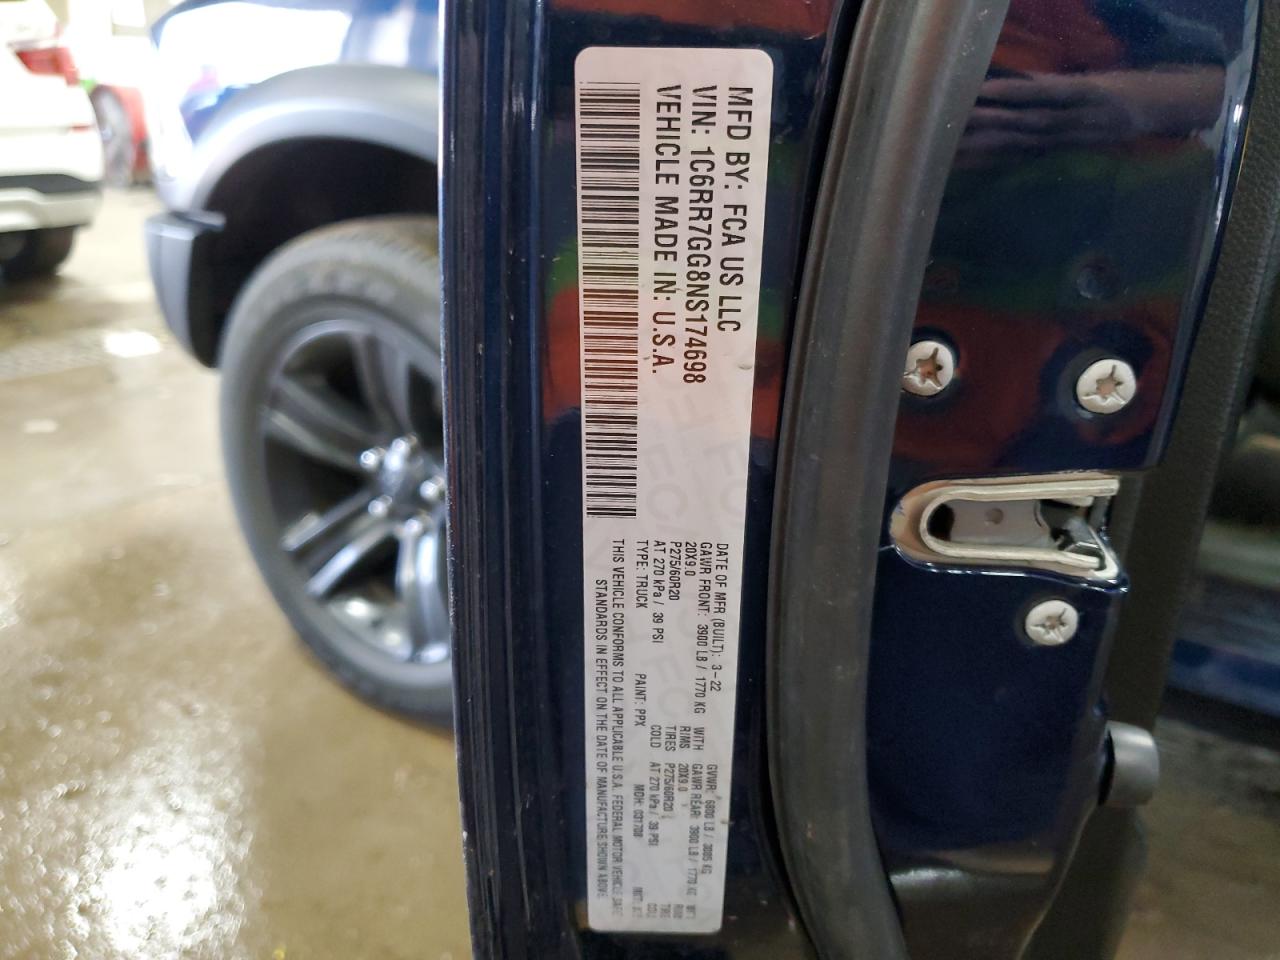 MFD BY: FCA US LLC
VIN: 1C6RR7GG8NS174698
VEHICLE MADE IN: U.S.A.
DATE OF MFR (BUILT): 3-22 GVWR: 6800 LB / 3085 KG
GAWR FRONT: 3900 LB / 1770 KG WITH GAWR REAR: 3900 LB / 1770 KG
20X9.0 RIMS 20X9.0
P275/60R20 TIRES P275/60R20
AT 270 kPa / 39 PSI COLD AT 270 kPa / 39 PSI
TYPE: TRUCK PAINT: PPX MDH: 031708
THIS VEHICLE CONFORMS TO ALL APPLICABLE U.S.A. FEDERAL MOTOR VEHICLE
STANDARDS IN EFFECT ON THE DATE OF MANUFACTURE SHOWN ABOVE